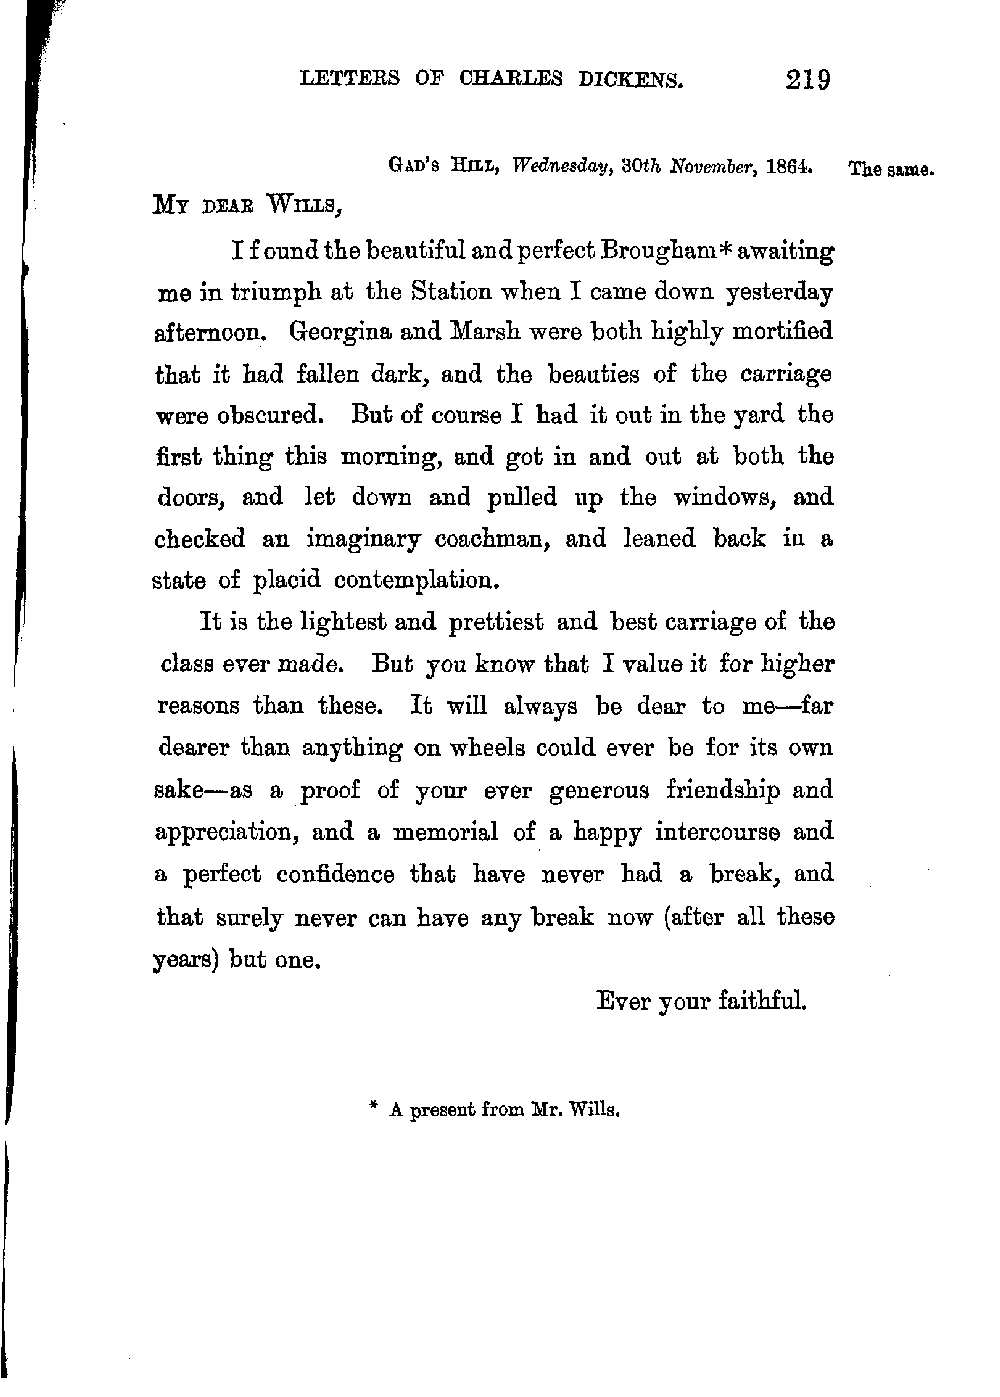 LETTERS OF CHARLES DICKENS. 219
GAD'S HILL, Wednesday, 30th November, 1864. The same.
MY DEAR WILLS,
I found the beautiful and perfect Brougham* awaiting
me in triumph at the Station when I came down yesterday
afternoon. Georgina and Marsh were both highly mortified
that it had fallen dark, and the beauties of the carriage
were obscured. But of course I had it out in the yard the
first thing this morning, and got in and out at both the
doors, and let down and pulled up the windows, and
checked an imaginary coachman, and leaned back in a
state of placid contemplation.
It is the lightest and prettiest and best carriage of the
class ever made. But you know that I value it for higher
reasons than these. It will always be dear to me—far
dearer than anything on wheels could ever be for its own
sake—as a proof of your ever generous friendship and
appreciation, and a memorial of a happy intercourse and
a perfect confidence that have never had a break, and
that surely never can have any break now (after all these
years) but one.
Ever your faithful.
* A present from Mr. Wills.